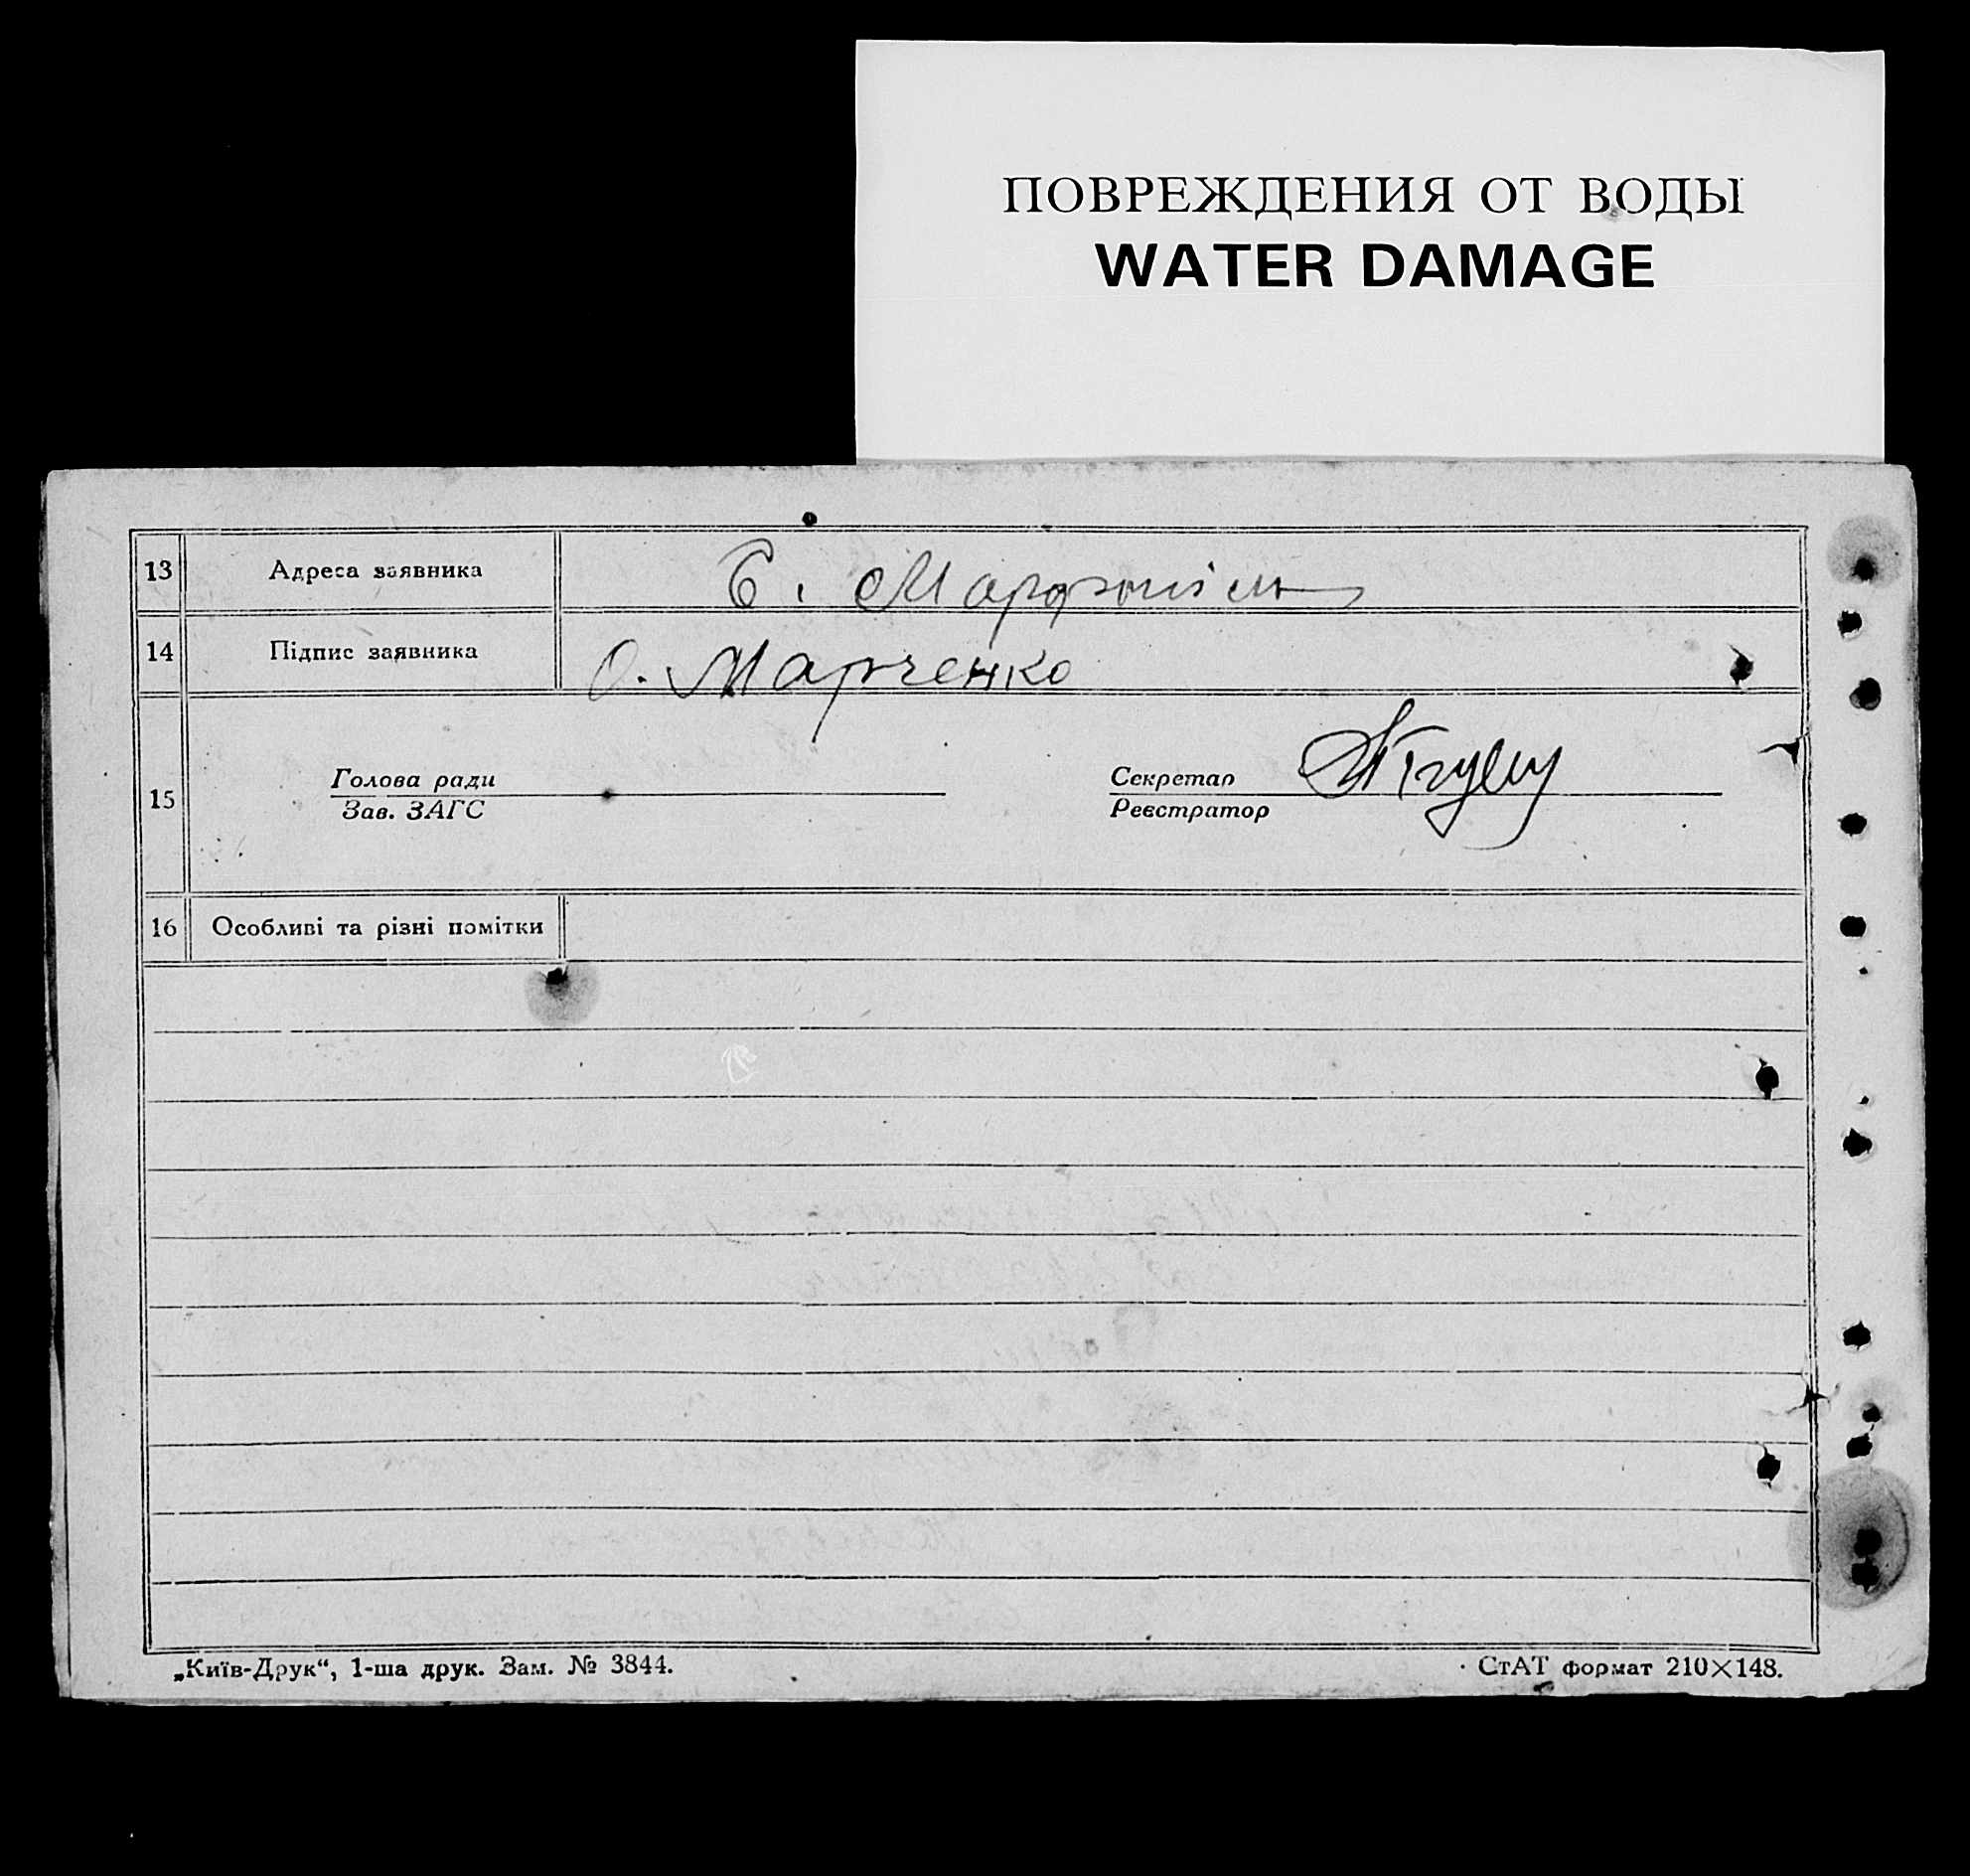 ПОВРЕЖДЕНИЯ ОТ ВОДЫ
WATER DAMAGE
13 Адреса заявника
14 Підпис заявника О. Марченко
15 Голова ради Секретар
Зав. ЗАГС Реєстратор
16 Особливі та різні помітки
„Київ-Друк“, 1-ша друк. Зам. № 3844. СтАТ формат 210×148.